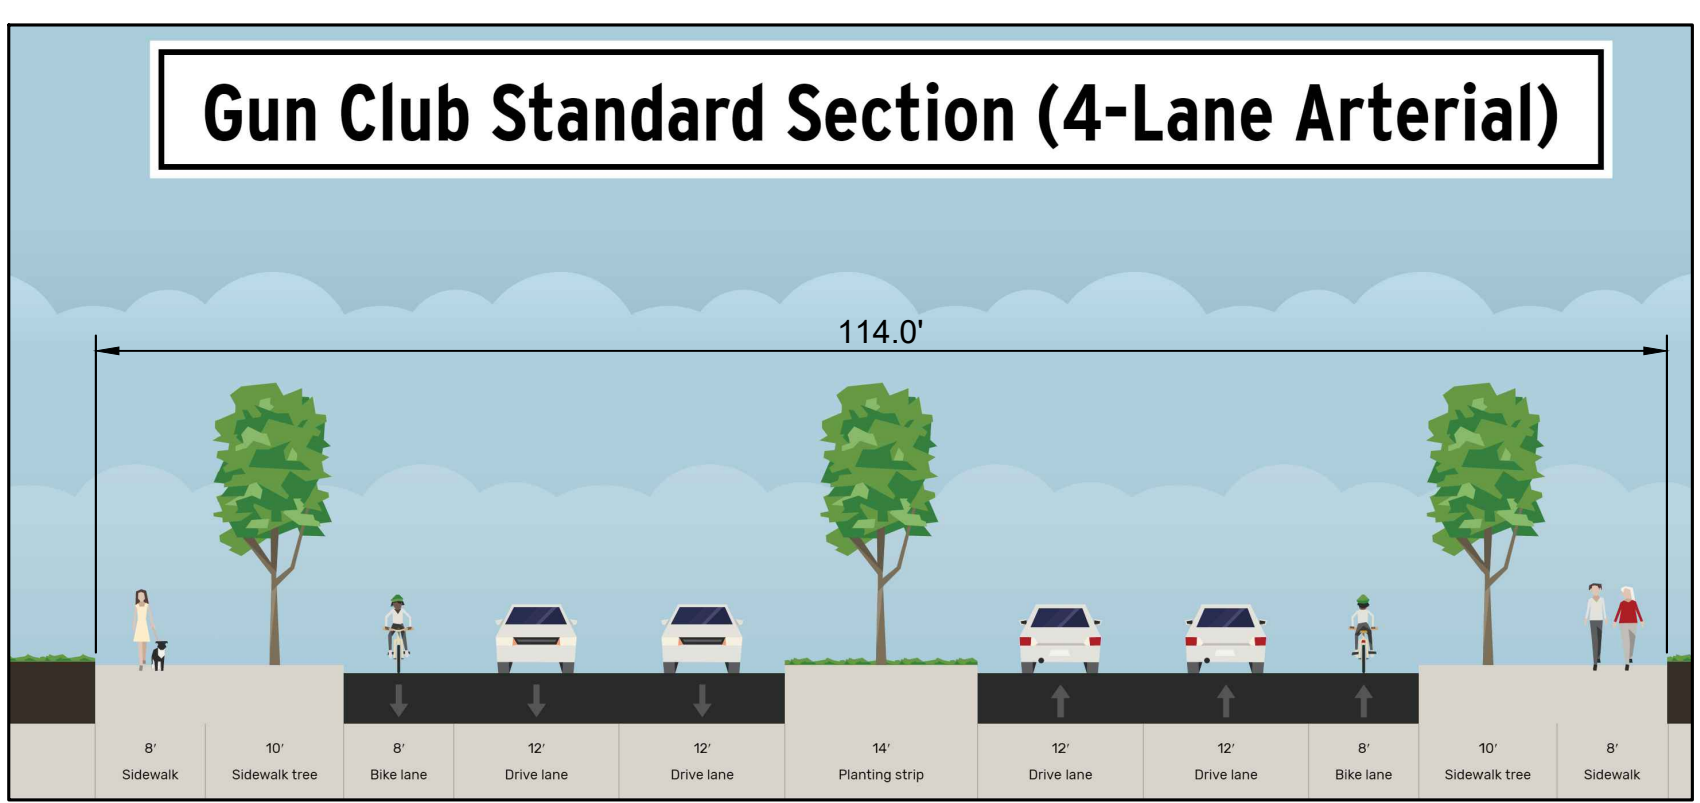 Gun Club Standard Section (4-Lane Arterial)
114.0'
8' 10' 8' 12' 12' 14' 12' 12' 8' 10' 8'
Sidewalk Sidewalk tree Bike lane Drive lane Drive lane Planting strip Drive lane Drive lane Bike lane Sidewalk tree Sidewalk